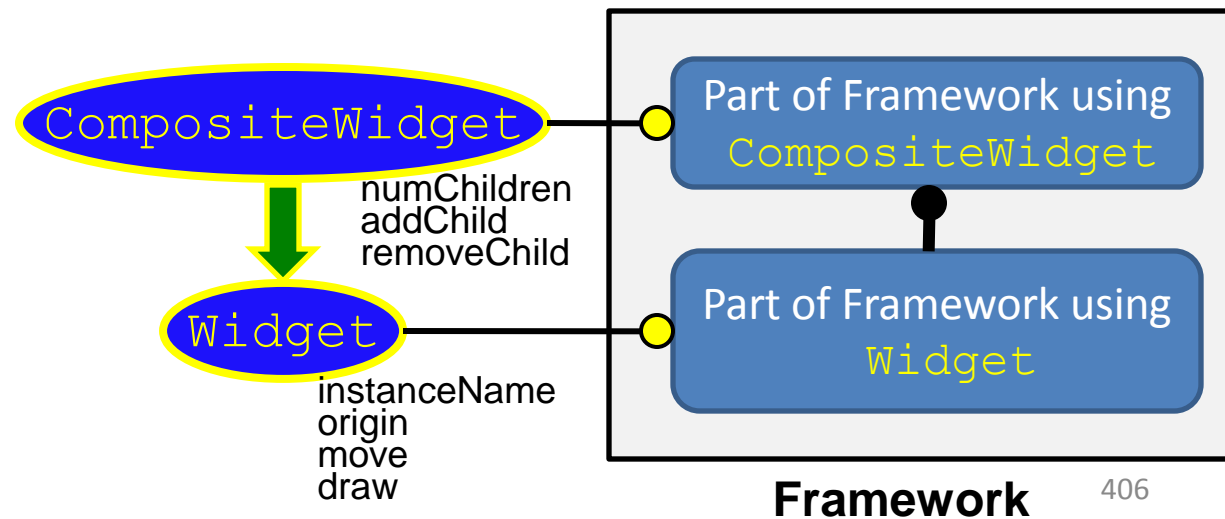 CompositeWidget
numChildren
addChild
removeChild
Widget
instanceName
origin
move
draw
Part of Framework using
CompositeWidget
Part of Framework using
Widget
Framework
406